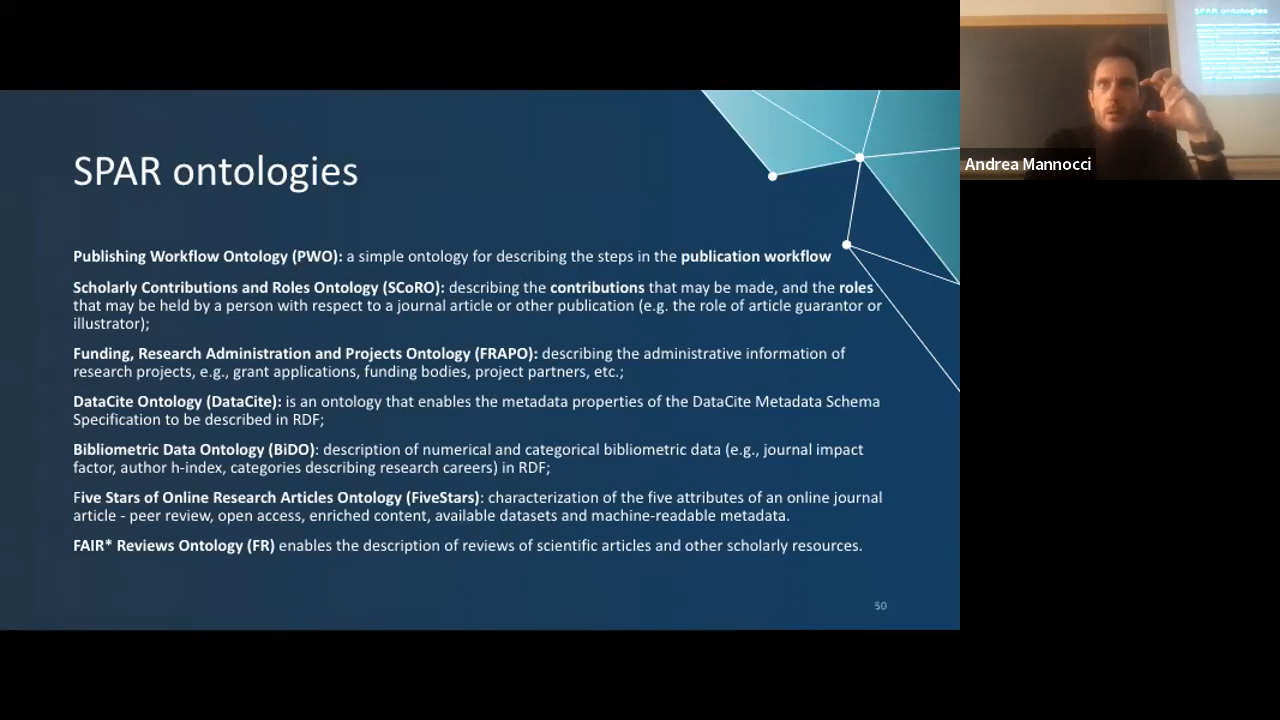 SPAR ontologies
Publishing Workflow Ontology (PWO): a simple ontology for describing the steps in the publication workflow
Scholarly Contributions and Roles Ontology (SCoRO): describing the contributions that may be made, and the roles
that may be held by a person with respect to a journal article or other publication (e.g. the role of article guarantor or
illustrator);
Funding, Research Administration and Projects Ontology (FRAPO): describing the administrative information of
research projects, e.g., grant applications, funding bodies, project partners, etc.;
DataCite Ontology (DataCite): is an ontology that enables the metadata properties of the DataCite Metadata Schema
Specification to be described in RDF;
Bibliometric Data Ontology (BiDO): description of numerical and categorical bibliometric data (e.g., journal impact
factor, author h-index, categories describing research careers) in RDF;
Five Stars of Online Research Articles Ontology (FiveStars): characterization of the five attributes of an online journal
article - peer review, open access, enriched content, available datasets and machine-readable metadata.
FAIR* Reviews Ontology (FR) enables the description of reviews of scientific articles and other scholarly resources.
50
SPAR ontologies
Andrea Mannocci